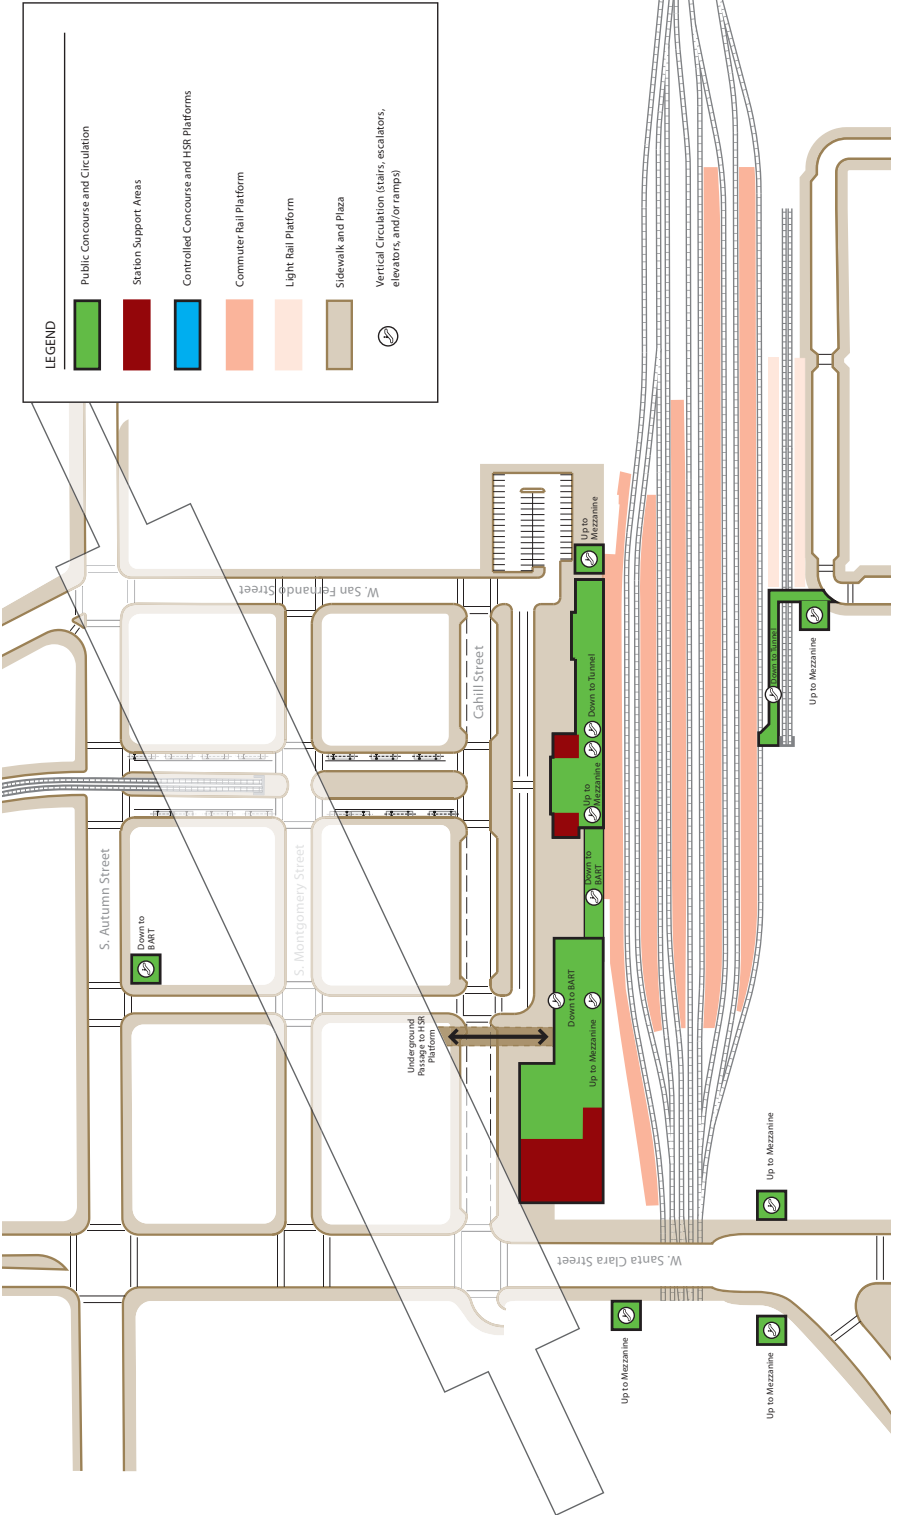 LEGEND
Public Concourse and Circulation
Station Support Areas
Controlled Concourse and HSR Platforms
Commuter Rail Platform
Light Rail Platform
Sidewalk and Plaza
Vertical Circulation (stairs, escalators,
elevators, and/or ramps)
W. San Fernando Street
Cahill Street
S. Autumn Street
S. Montgomery Street
W. Santa Clara Street
Down to
BART
Underground
Passage to HSR
Platform
Up to
Mezzanine
Down to Tunnel
Up to
Mezzanine
Down to
BART
Down to BART
Up to Mezzanine
Down to Tunnel
Up to Mezzanine
Up to Mezzanine
Up to Mezzanine
Up to Mezzanine